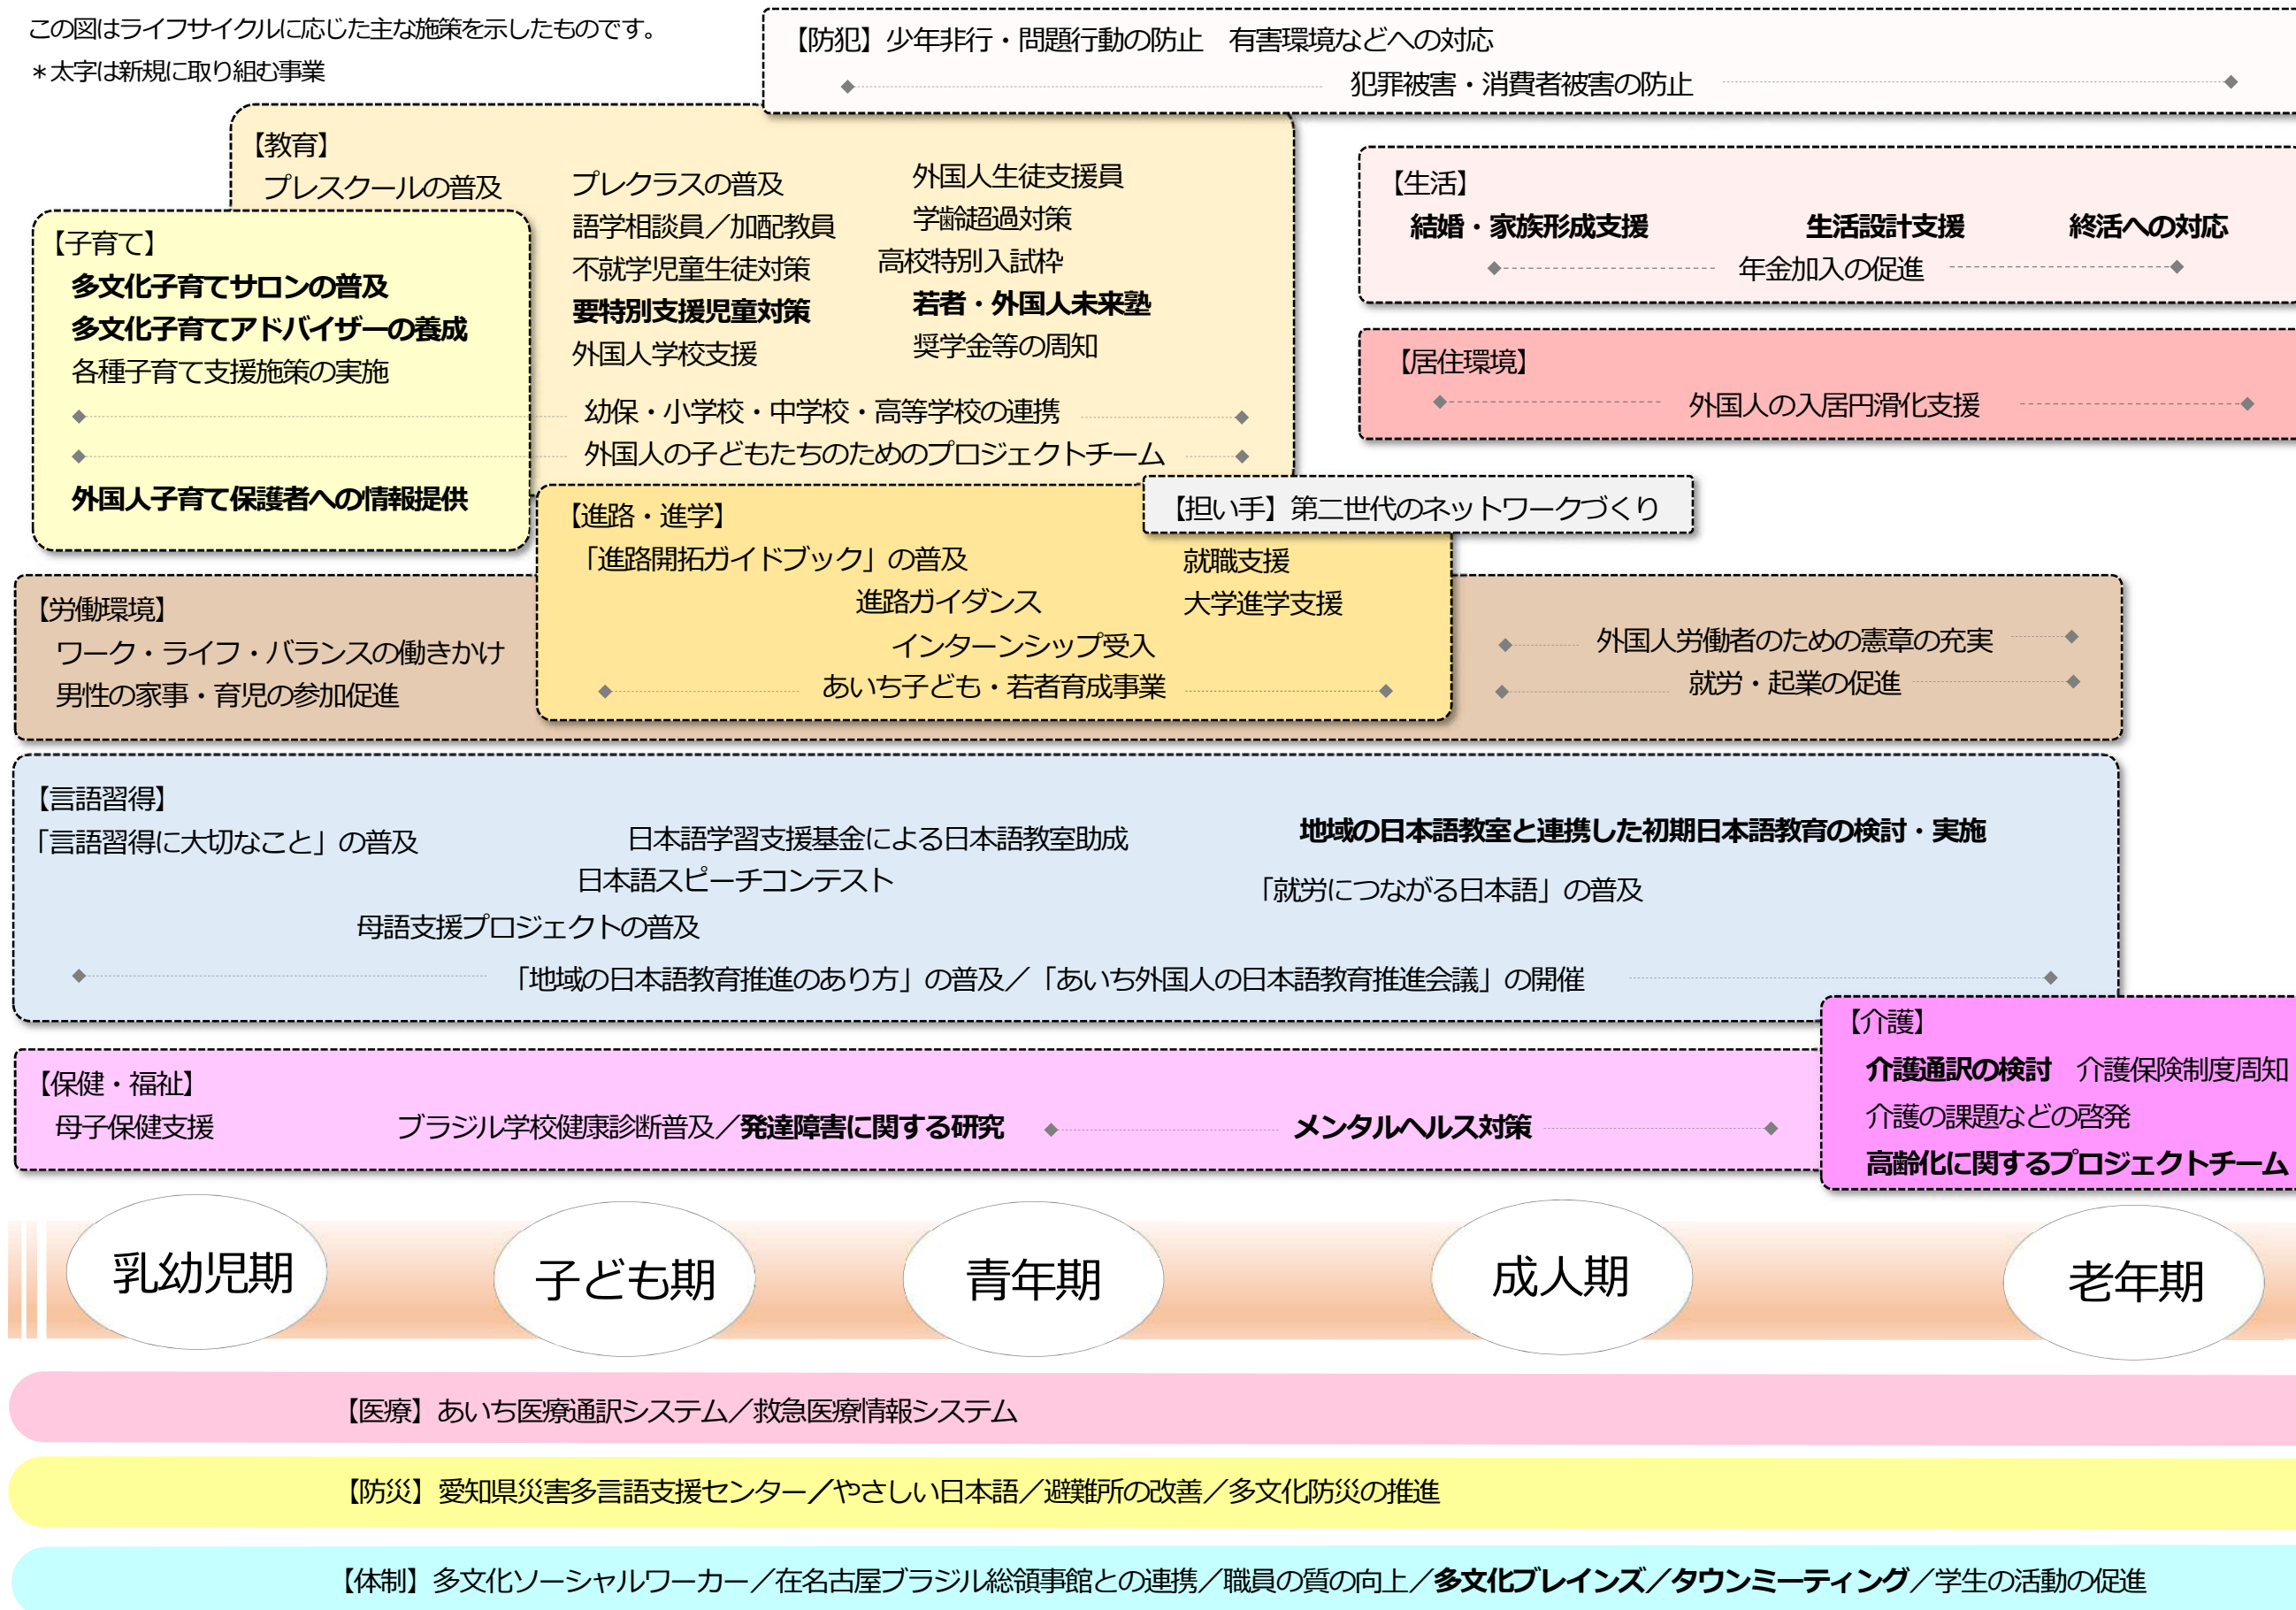 この図はライフサイクルに応じた主な施策を示したものです。
＊太字は新規に取り組む事業
【防犯】少年非行・問題行動の防止　有害環境などへの対応
犯罪被害・消費者被害の防止
【教育】
プレスクールの普及
プレクラスの普及
語学相談員／加配教員
不就学児童生徒対策
要特別支援児童対策
外国人学校支援
外国人生徒支援員
学齢超過対策
高校特別入試枠
若者・外国人未来塾
奨学金等の周知
幼保・小学校・中学校・高等学校の連携
外国人の子どもたちのためのプロジェクトチーム
【子育て】
多文化子育てサロンの普及
多文化子育てアドバイザーの養成
各種子育て支援施策の実施
外国人子育て保護者への情報提供
【生活】
結婚・家族形成支援　生活設計支援　終活への対応
年金加入の促進
【居住環境】
外国人の入居円滑化支援
【担い手】第二世代のネットワークづくり
【進路・進学】
「進路開拓ガイドブック」の普及
進路ガイダンス
インターンシップ受入
あいち子ども・若者育成事業
就職支援
大学進学支援
【労働環境】
ワーク・ライフ・バランスの働きかけ
男性の家事・育児の参加促進
外国人労働者のための憲章の充実
就労・起業の促進
【言語習得】
「言語習得に大切なこと」の普及
日本語学習支援基金による日本語教室助成
地域の日本語教室と連携した初期日本語教育の検討・実施
日本語スピーチコンテスト
「就労につながる日本語」の普及
母語支援プロジェクトの普及
「地域の日本語教育推進のあり方」の普及／「あいち外国人の日本語教育推進会議」の開催
【介護】
介護通訳の検討　介護保険制度周知
介護の課題などの啓発
高齢化に関するプロジェクトチーム
【保健・福祉】
母子保健支援
ブラジル学校健康診断普及／発達障害に関する研究
メンタルヘルス対策
乳幼児期
子ども期
青年期
成人期
老年期
【医療】あいち医療通訳システム／救急医療情報システム
【防災】愛知県災害多言語支援センター／やさしい日本語／避難所の改善／多文化防災の推進
【体制】多文化ソーシャルワーカー／在名古屋ブラジル総領事館との連携／職員の質の向上／多文化ブレインズ／タウンミーティング／学生の活動の促進